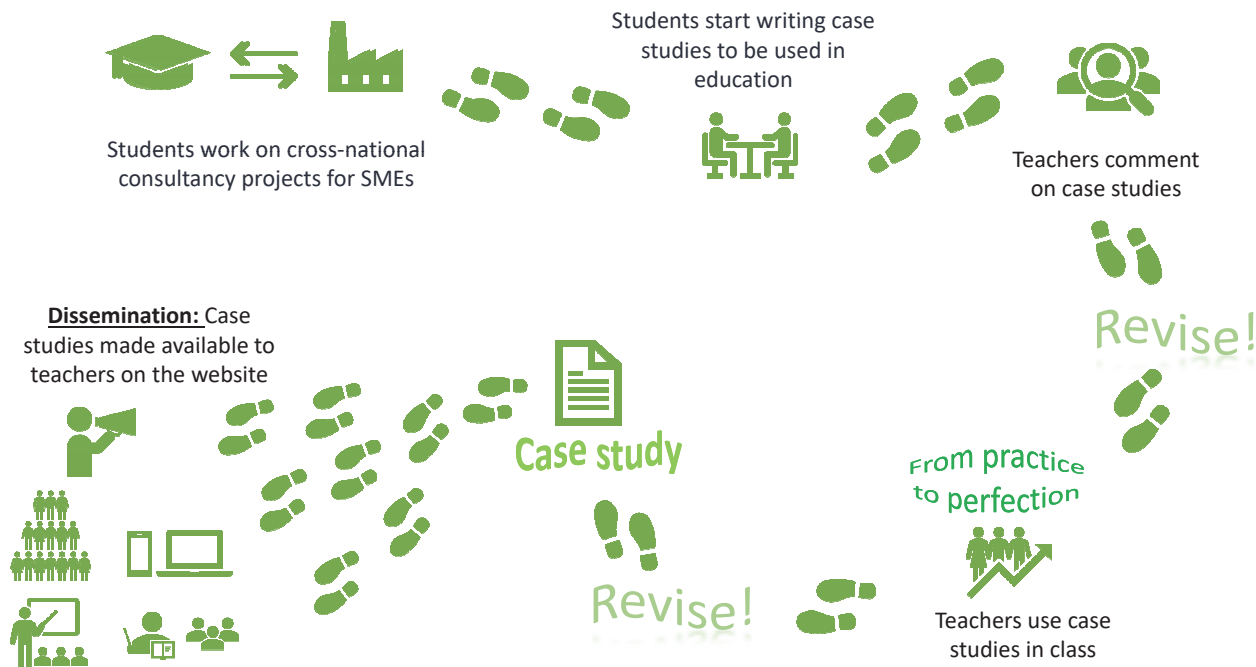 Students work on cross-national
consultancy projects for SMEs
Students start writing case
studies to be used in
education
Teachers comment
on case studies
Revise!
From practice
to perfection
Teachers use case
studies in class
Revise!
Case study
Dissemination: Case
studies made available to
teachers on the website